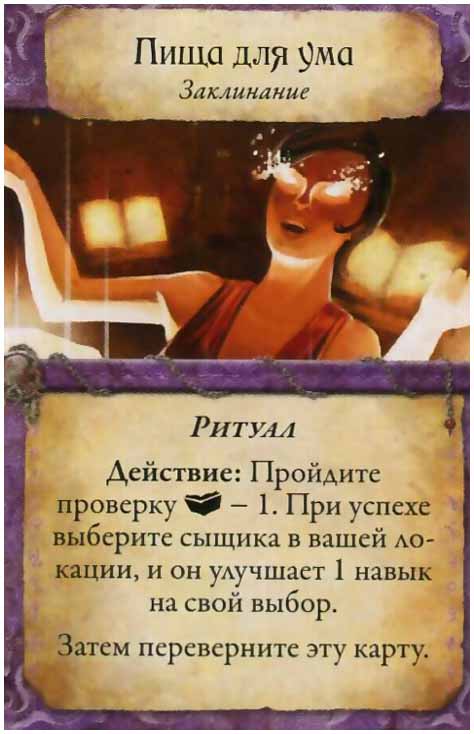 Пища для ума
Заклинание
Ритуал
Действие: Пройдите
проверку – 1. При успехе
выберите сыщика в вашей ло-
кации, и он улучшает 1 навык
на свой выбор.
Затем переверните эту карту.